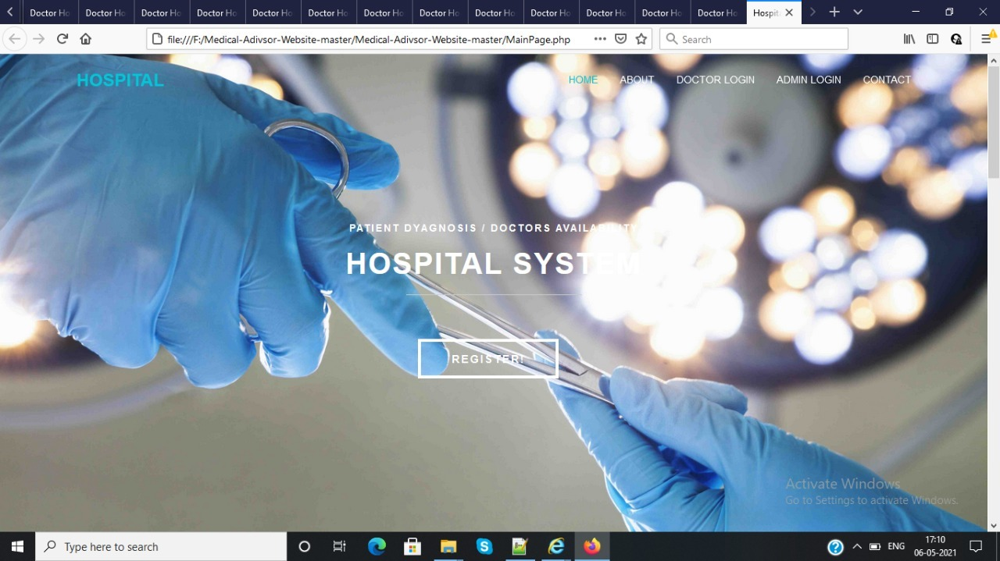 Doctor Ho Doctor Ho Doctor Ho Doctor Ho Doctor Ho Doctor Ho Doctor Ho Doctor Ho Doctor Ho Doctor Ho Doctor Ho Doctor Ho Doctor Ho Hospit
file:///F:/Medical-Adivsor-Website-master/Medical-Adivsor-Website-master/MainPage.php Search
HOSPITAL HOME ABOUT DOCTOR LOGIN ADMIN LOGIN CONTACT
PATIENT DYAGNOSIS / DOCTORS AVAILABILITY
HOSPITAL SYSTEM
REGISTER!
Activate Windows
Go to Settings to activate Windows.
Type here to search ENG 17:10
06-05-2021